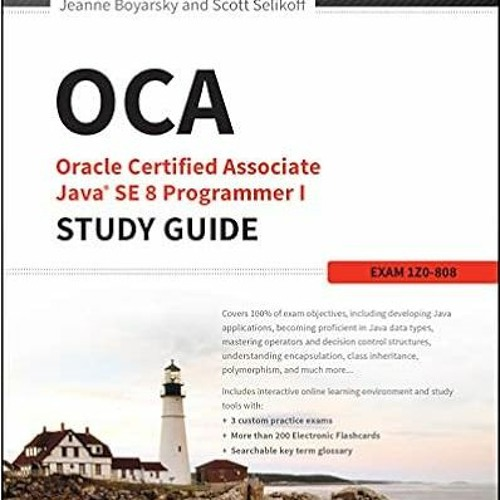 Jeanne Boyarsky and Scott Selikoff
OCA
Oracle Certified Associate
Java® SE 8 Programmer I
STUDY GUIDE
EXAM 1Z0-808
Covers 100% of exam objectives, including developing Java
applications, becoming proficient in Java data types,
mastering operators and decision control structures,
understanding encapsulation, class inheritance,
polymorphism, and much more....
Includes interactive online learning environment and study
tools with:
+ 3 custom practice exams
+ More than 200 Electronic Flashcards
+ Searchable key term glossary